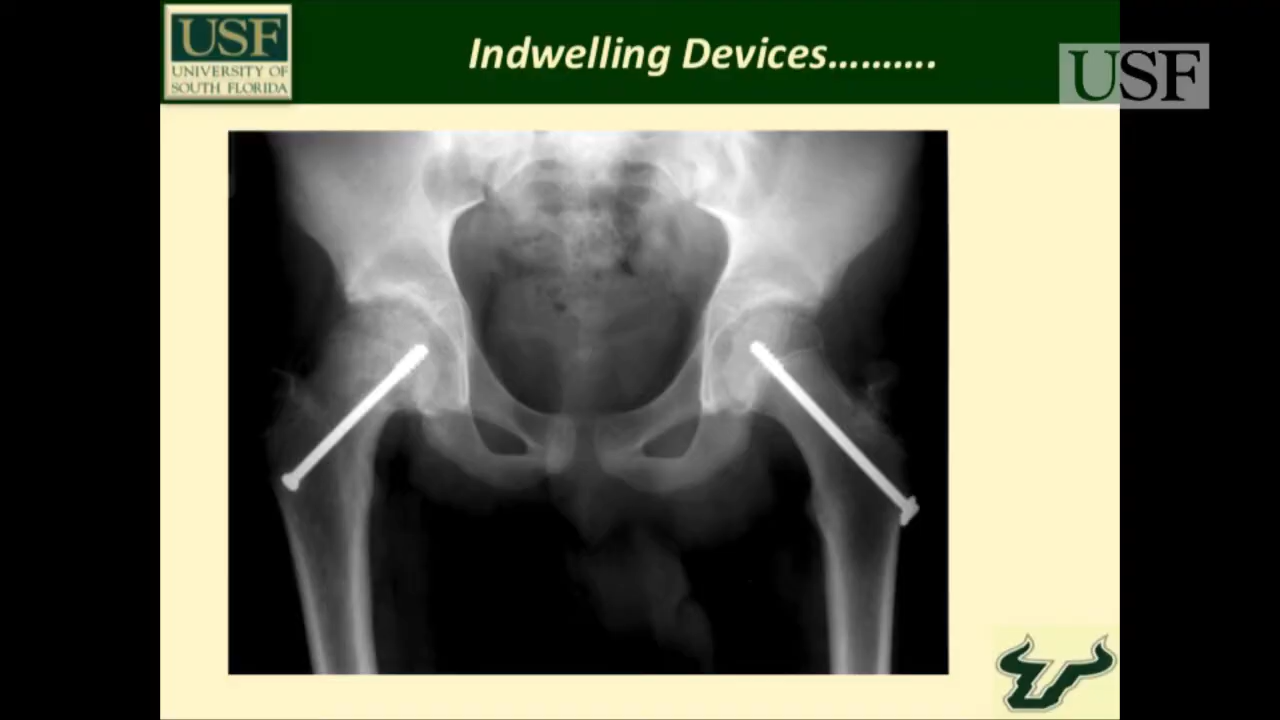 USF
UNIVERSITY OF
SOUTH FLORIDA
Indwelling Devices..........
USF